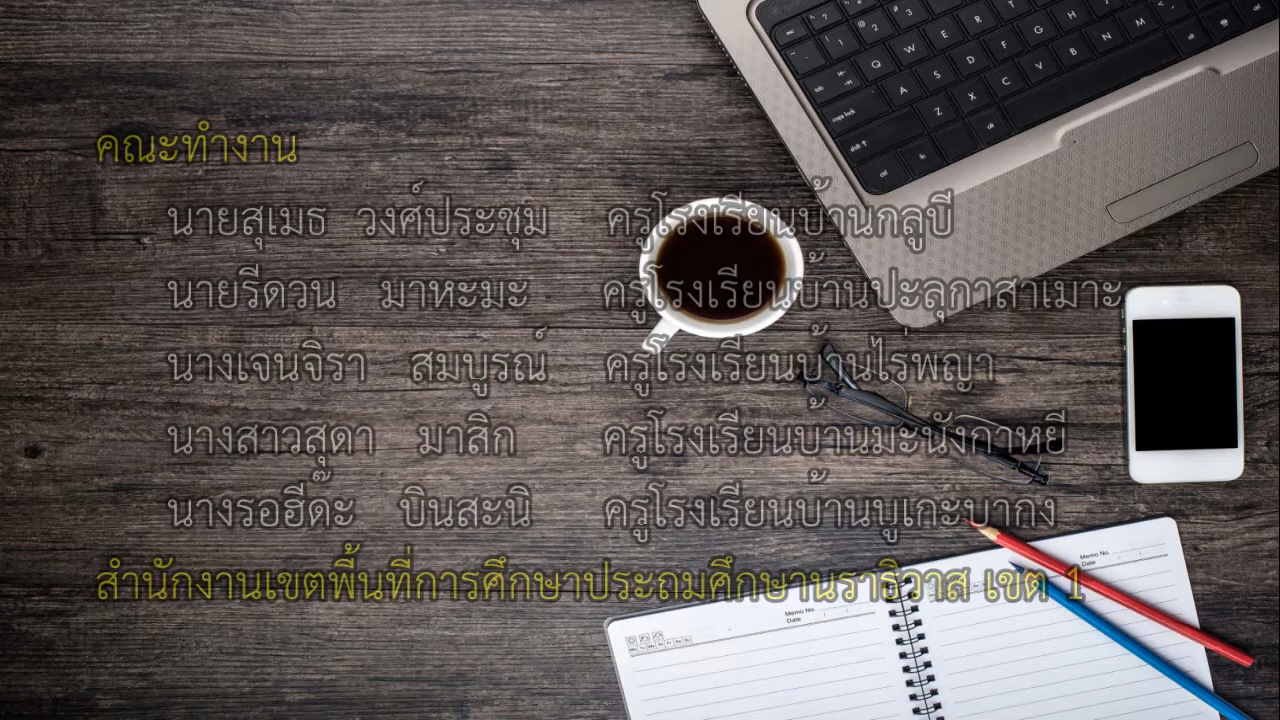 คณะทำงาน
นายสุเมธ วงศ์ประชุม ครูโรงเรียนบ้านกลูบี
นายรีดวน มาหะมะ ครูโรงเรียนบ้านปะลุกาสาเมาะ
นางเจนจิรา สมบูรณ์ ครูโรงเรียนบ้านไร่พญา
นางสาวสุดา มาสิก ครูโรงเรียนบ้านมะนังกาหยี
นางรอฮีด๊ะ บินสะนิ ครูโรงเรียนบ้านบูเกะบากง
สำนักงานเขตพื้นที่การศึกษาประถมศึกษานราธิวาส เขต 1
Memo No.
Date
Memo No.
Date